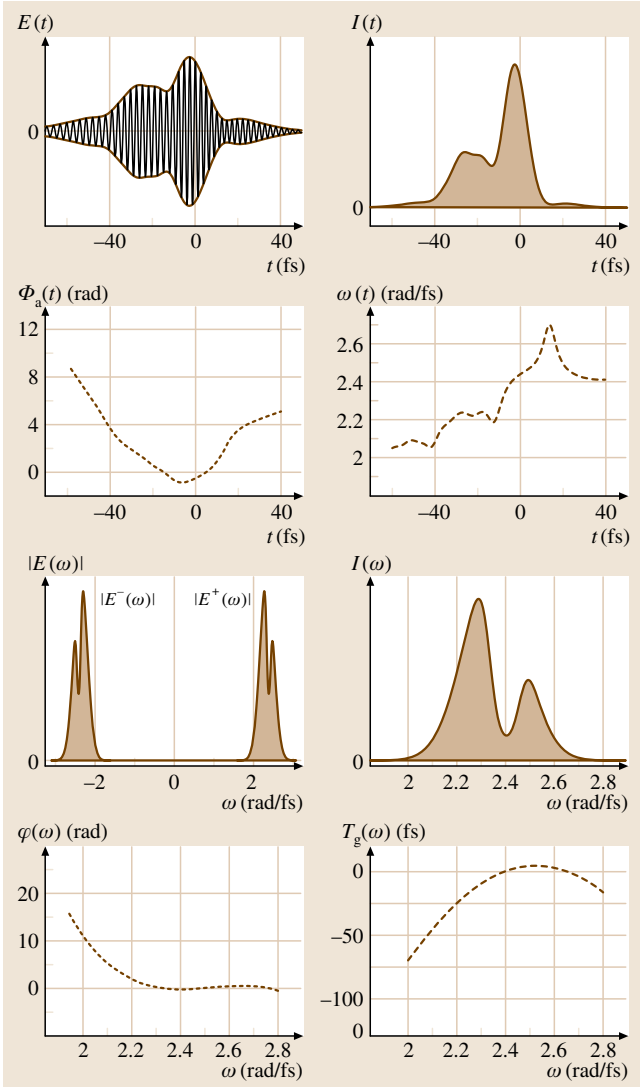 E(t) I(t)
0 0
−40 0 40 −40 0 40
t (fs) t (fs)
Φa(t) (rad) ω(t) (rad/fs)
12
8
4
0
2.6
2.4
2.2
2
−40 0 40 −40 0 40
t (fs) t (fs)
|E(ω)| I(ω)
|E−(ω)| |E+(ω)|
0 0
−2 0 2 2 2.2 2.4 2.6 2.8
ω (rad/fs) ω (rad/fs)
φ(ω) (rad) Tg(ω) (fs)
20
10
0
0
−50
−100
0
2 2.2 2.4 2.6 2.8 2 2.2 2.4 2.6 2.8
ω (rad/fs) ω (rad/fs)